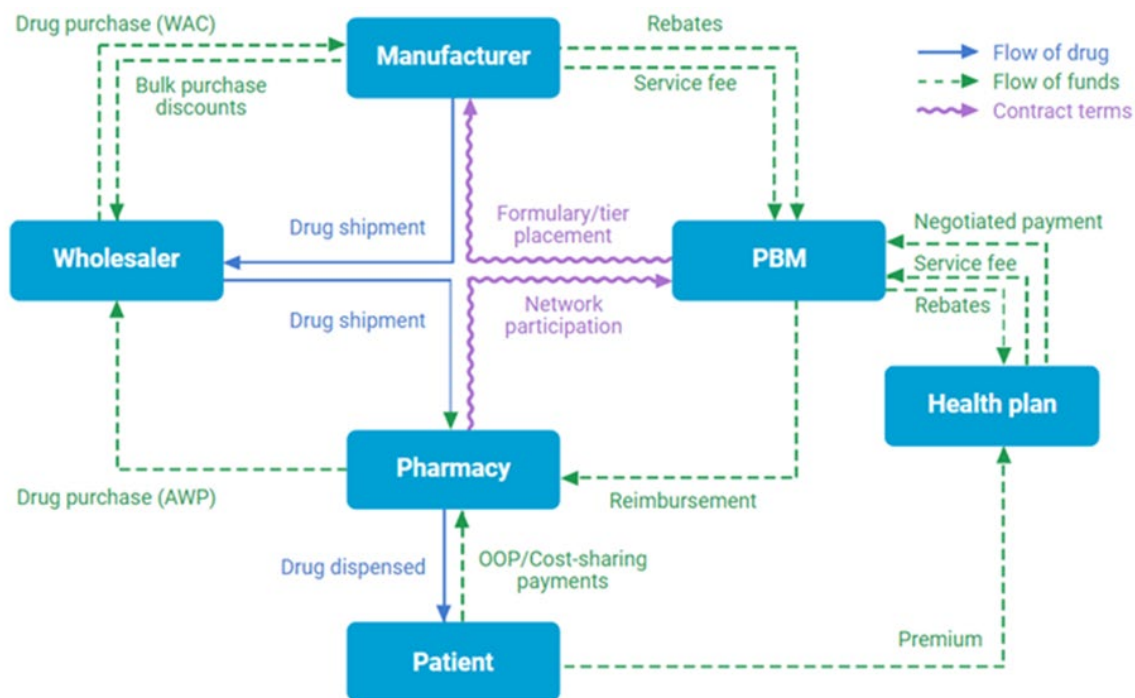 Drug purchase (WAC)
Manufacturer
Rebates
Service fee
Bulk purchase
discounts
Flow of drug
Flow of funds
Contract terms
Drug shipment
Formulary/tier
placement
Wholesaler
PBM
Negotiated payment
Service fee
Rebates
Drug shipment
Network
participation
Health plan
Pharmacy
Drug purchase (AWP)
Reimbursement
Drug dispensed
OOP/Cost-sharing
payments
Patient
Premium